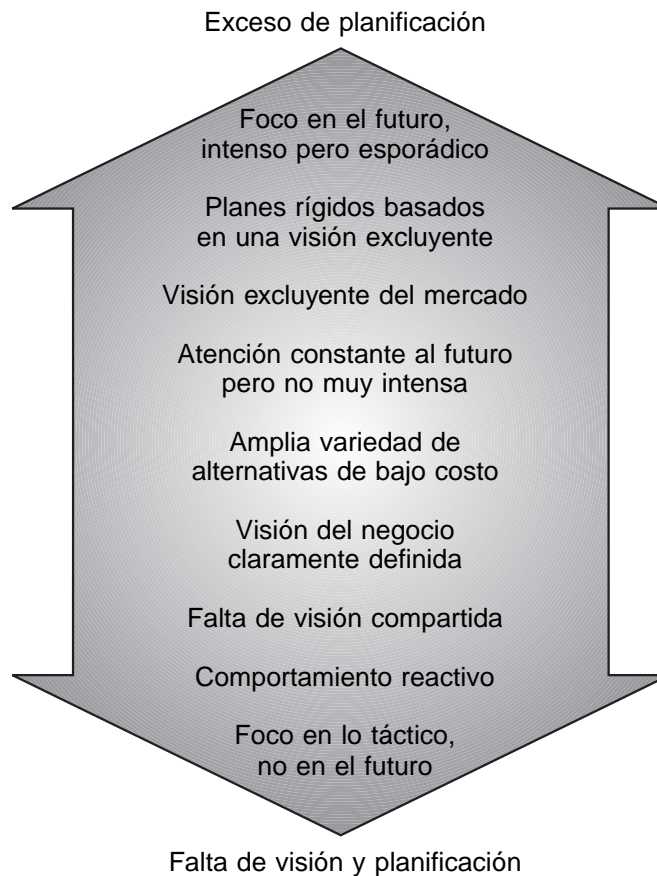 Exceso de planificación
Foco en el futuro,
intenso pero esporádico
Planes rígidos basados
en una visión excluyente
Visión excluyente del mercado
Atención constante al futuro
pero no muy intensa
Amplia variedad de
alternativas de bajo costo
Visión del negocio
claramente definida
Falta de visión compartida
Comportamiento reactivo
Foco en lo táctico,
no en el futuro
Falta de visión y planificación